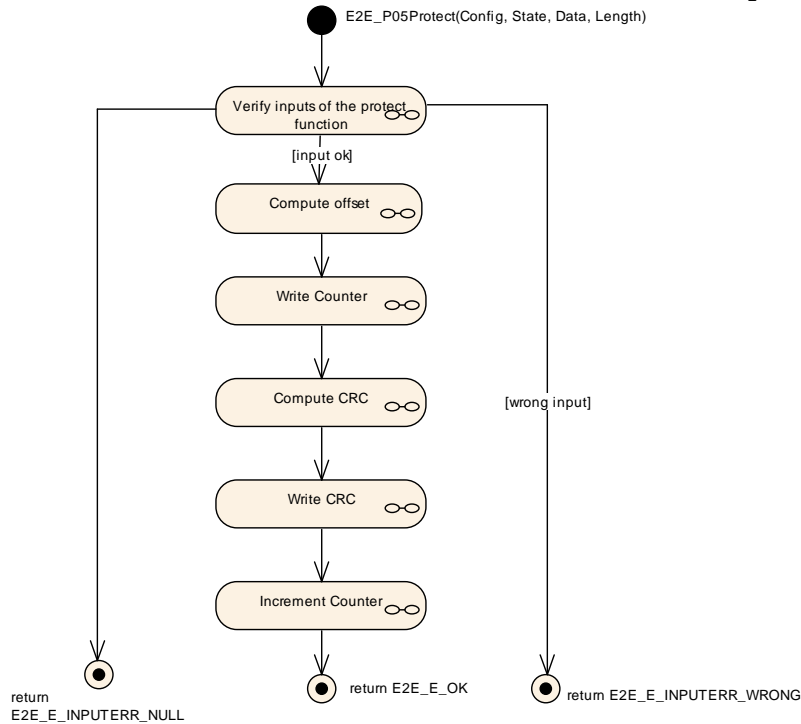 E2E_P05Protect(Config, State, Data, Length)
Verify inputs of the protect
function
[input ok]
Compute offset
Write Counter
Compute CRC
[wrong input]
Write CRC
Increment Counter
return E2E_E_OK
return E2E_E_INPUTERR_WRONG
return
E2E_E_INPUTERR_NULL